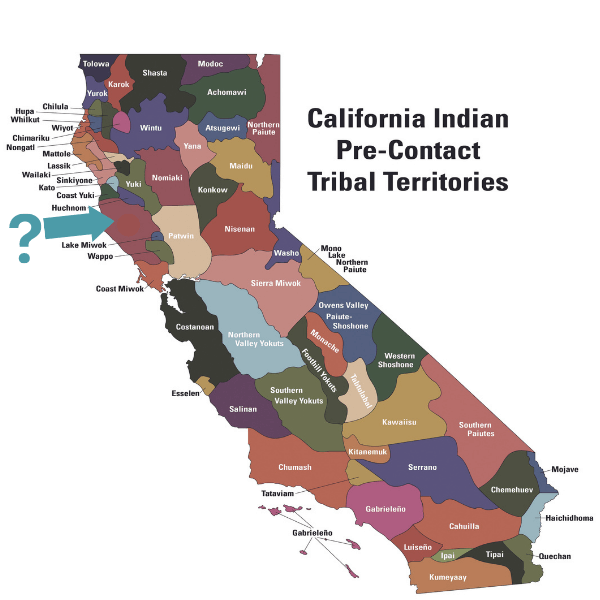 California Indian
Pre-Contact
Tribal Territories
Tolowa
Shasta
Modoc
Karok
Yurok
Achomawi
Chilula
Hupa
Whilkut
Wiyot
Wintu
Atsugewi
Northern
Paiute
Chimariku
Nongatl
Yana
Mattole
Lassik
Maidu
Wailaki
Sinkiyone
Yuki
Nomiaki
Kato
Konkow
Coast Yuki
Huchnom
?
Patwin
Nisenan
Lake Miwok
Wappo
Washo
Mono
Lake
Northern
Paiute
Coast Miwok
Sierra Miwok
Costanoan
Owens Valley
Paiute-
Shoshone
Northern
Valley Yokuts
Monache
Foothill Yokuts
Western
Shoshone
Tubtulabal
Esselen
Southern
Valley Yokuts
Salinan
Kawaiisu
Southern
Paiutes
Kitanemuk
Chumash
Serrano
Mojave
Tataviam
Chemehuev
Gabrieleño
Haichidhoma
Gabrieleño
Cahuilla
Luiseño
Ipai
Tipai
Quechan
Kumeyaay